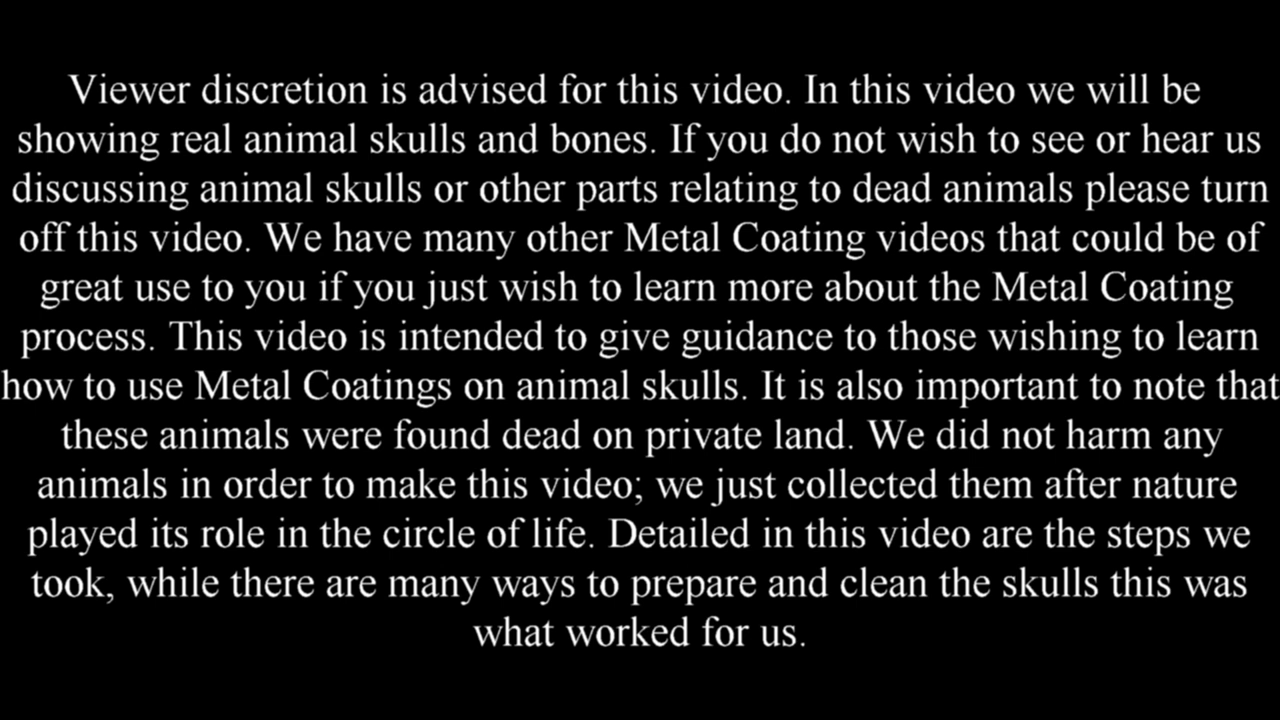 Viewer discretion is advised for this video. In this video we will be
showing real animal skulls and bones. If you do not wish to see or hear us
discussing animal skulls or other parts relating to dead animals please turn
off this video. We have many other Metal Coating videos that could be of
great use to you if you just wish to learn more about the Metal Coating
process. This video is intended to give guidance to those wishing to learn
how to use Metal Coatings on animal skulls. It is also important to note that
these animals were found dead on private land. We did not harm any
animals in order to make this video; we just collected them after nature
played its role in the circle of life. Detailed in this video are the steps we
took, while there are many ways to prepare and clean the skulls this was
what worked for us.